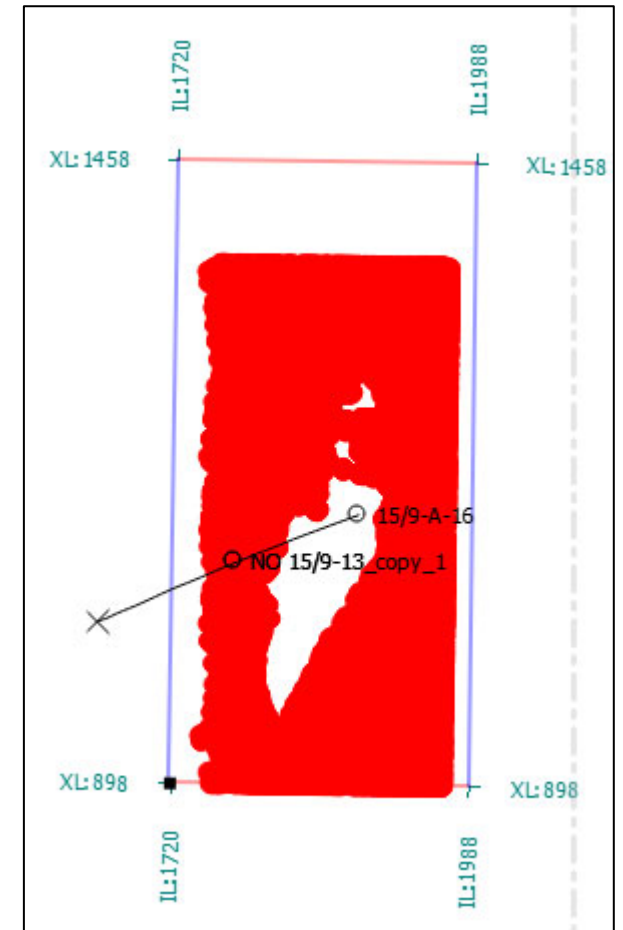 IL:1720
IL:1988
XL: 1458
XL: 1458
15/9-A-16
NO 15/9-13_copy_1
XL: 898
XL: 898
IL:1720
IL:1988